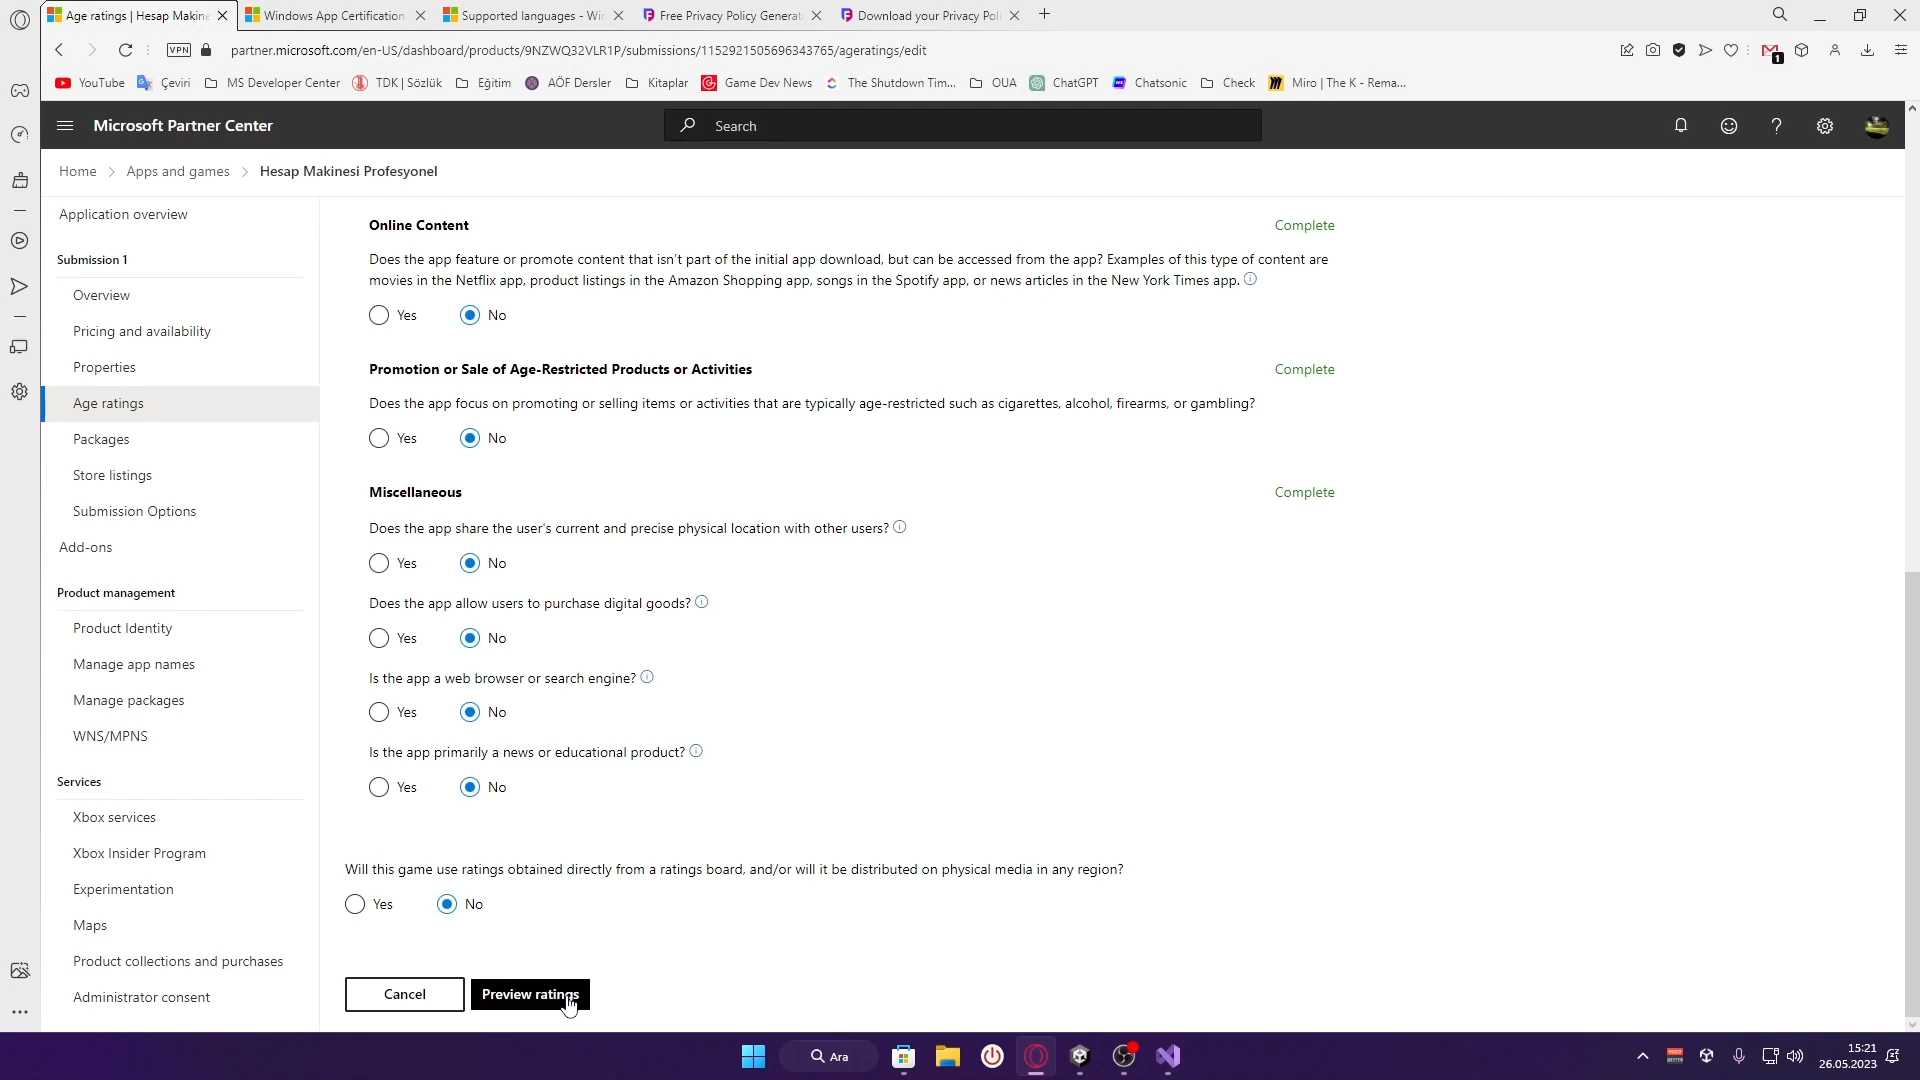 Age ratings | Hesap Makine
Windows App Certification
Supported languages - Wi
Free Privacy Policy Generat
Download your Privacy Poli
VPN
partner.microsoft.com/en-US/dashboard/products/9NZWQ32VLR1P/submissions/1152921505696343765/ageratings/edit
1
YouTube
Çeviri
MS Developer Center
TDK | Sözlük
Eğitim
AÖF Dersler
Kitaplar
Game Dev News
The Shutdown Tim...
OUA
ChatGPT
Chatsonic
Check
Miro | The K - Rema...
Microsoft Partner Center
Search
Home > Apps and games > Hesap Makinesi Profesyonel
Application overview
Submission 1
Overview
Pricing and availability
Properties
Age ratings
Packages
Store listings
Submission Options
Add-ons
Product management
Product Identity
Manage app names
Manage packages
WNS/MPNS
Services
Xbox services
Xbox Insider Program
Experimentation
Maps
Product collections and purchases
Administrator consent
Online Content
Complete
Does the app feature or promote content that isn't part of the initial app download, but can be accessed from the app? Examples of this type of content are
movies in the Netflix app, product listings in the Amazon Shopping app, songs in the Spotify app, or news articles in the New York Times app.
Yes
No
Promotion or Sale of Age-Restricted Products or Activities
Complete
Does the app focus on promoting or selling items or activities that are typically age-restricted such as cigarettes, alcohol, firearms, or gambling?
Yes
No
Miscellaneous
Complete
Does the app share the user's current and precise physical location with other users?
Yes
No
Does the app allow users to purchase digital goods?
Yes
No
Is the app a web browser or search engine?
Yes
No
Is the app primarily a news or educational product?
Yes
No
Will this game use ratings obtained directly from a ratings board, and/or will it be distributed on physical media in any region?
Yes
No
Cancel
Preview ratings
Ara
15:21
26.05.2023